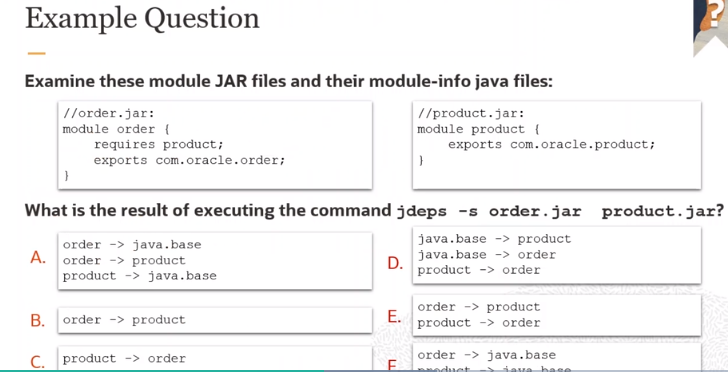 Example Question
Examine these module JAR files and their module-info java files:
//order.jar:
module order {
    requires product;
    exports com.oracle.order;
}
//product.jar:
module product {
    exports com.oracle.product;
}
What is the result of executing the command jdeps -s order.jar product.jar?
A.
order -> java.base
order -> product
product -> java.base
B.
order -> product
C.
product -> order
D.
java.base -> product
java.base -> order
product -> order
E.
order -> product
product -> order
F
order -> java.base
product -> java.base
?